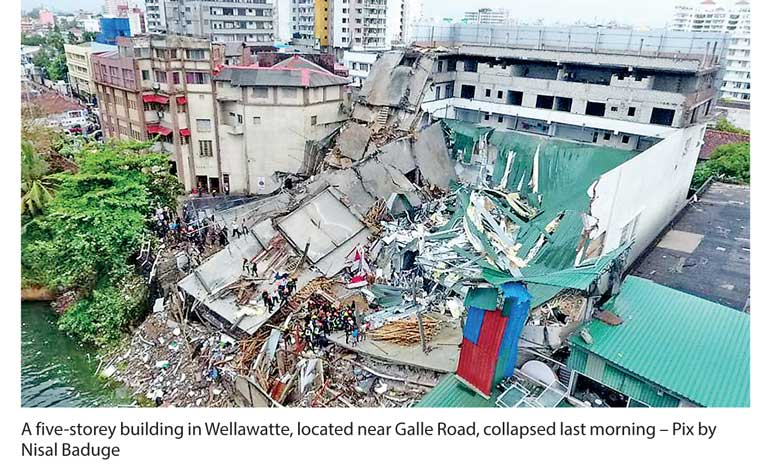 A five-storey building in Wellawatte, located near Galle Road, collapsed last morning – Pix by
Nisal Baduge